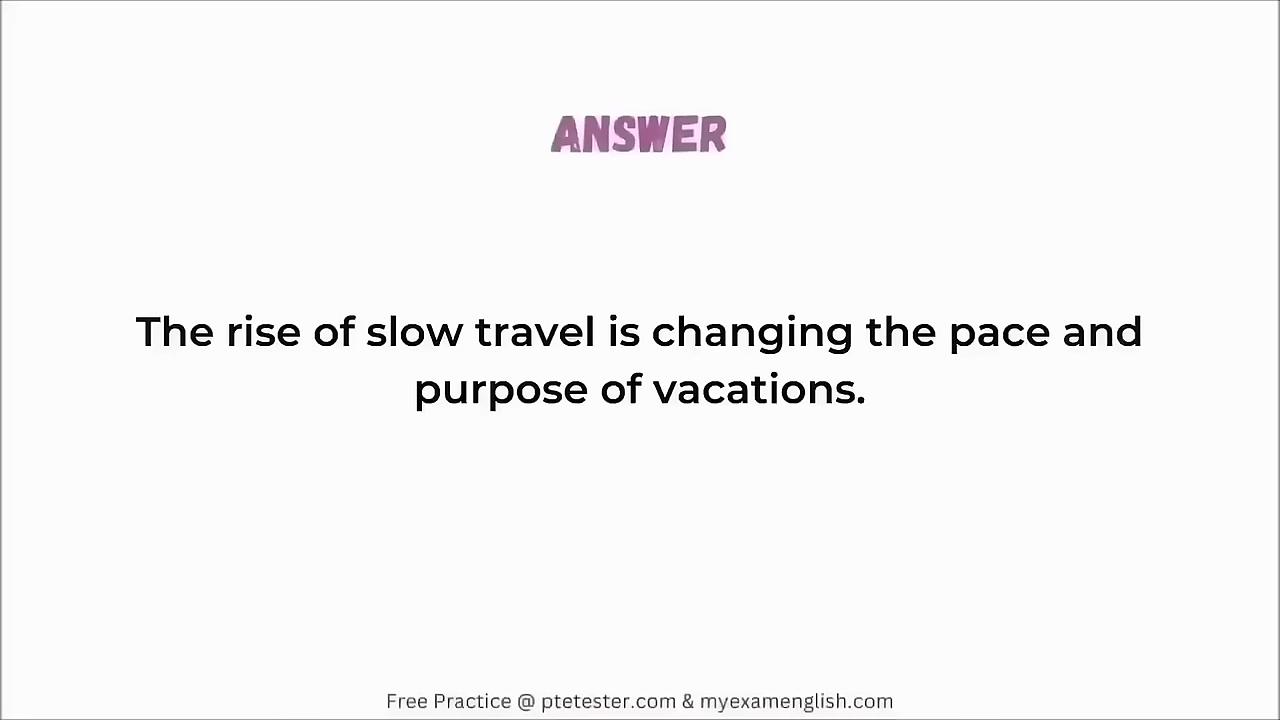 ANSWER
The rise of slow travel is changing the pace and
purpose of vacations.
Free Practice @ ptetester.com & myexamenglish.com